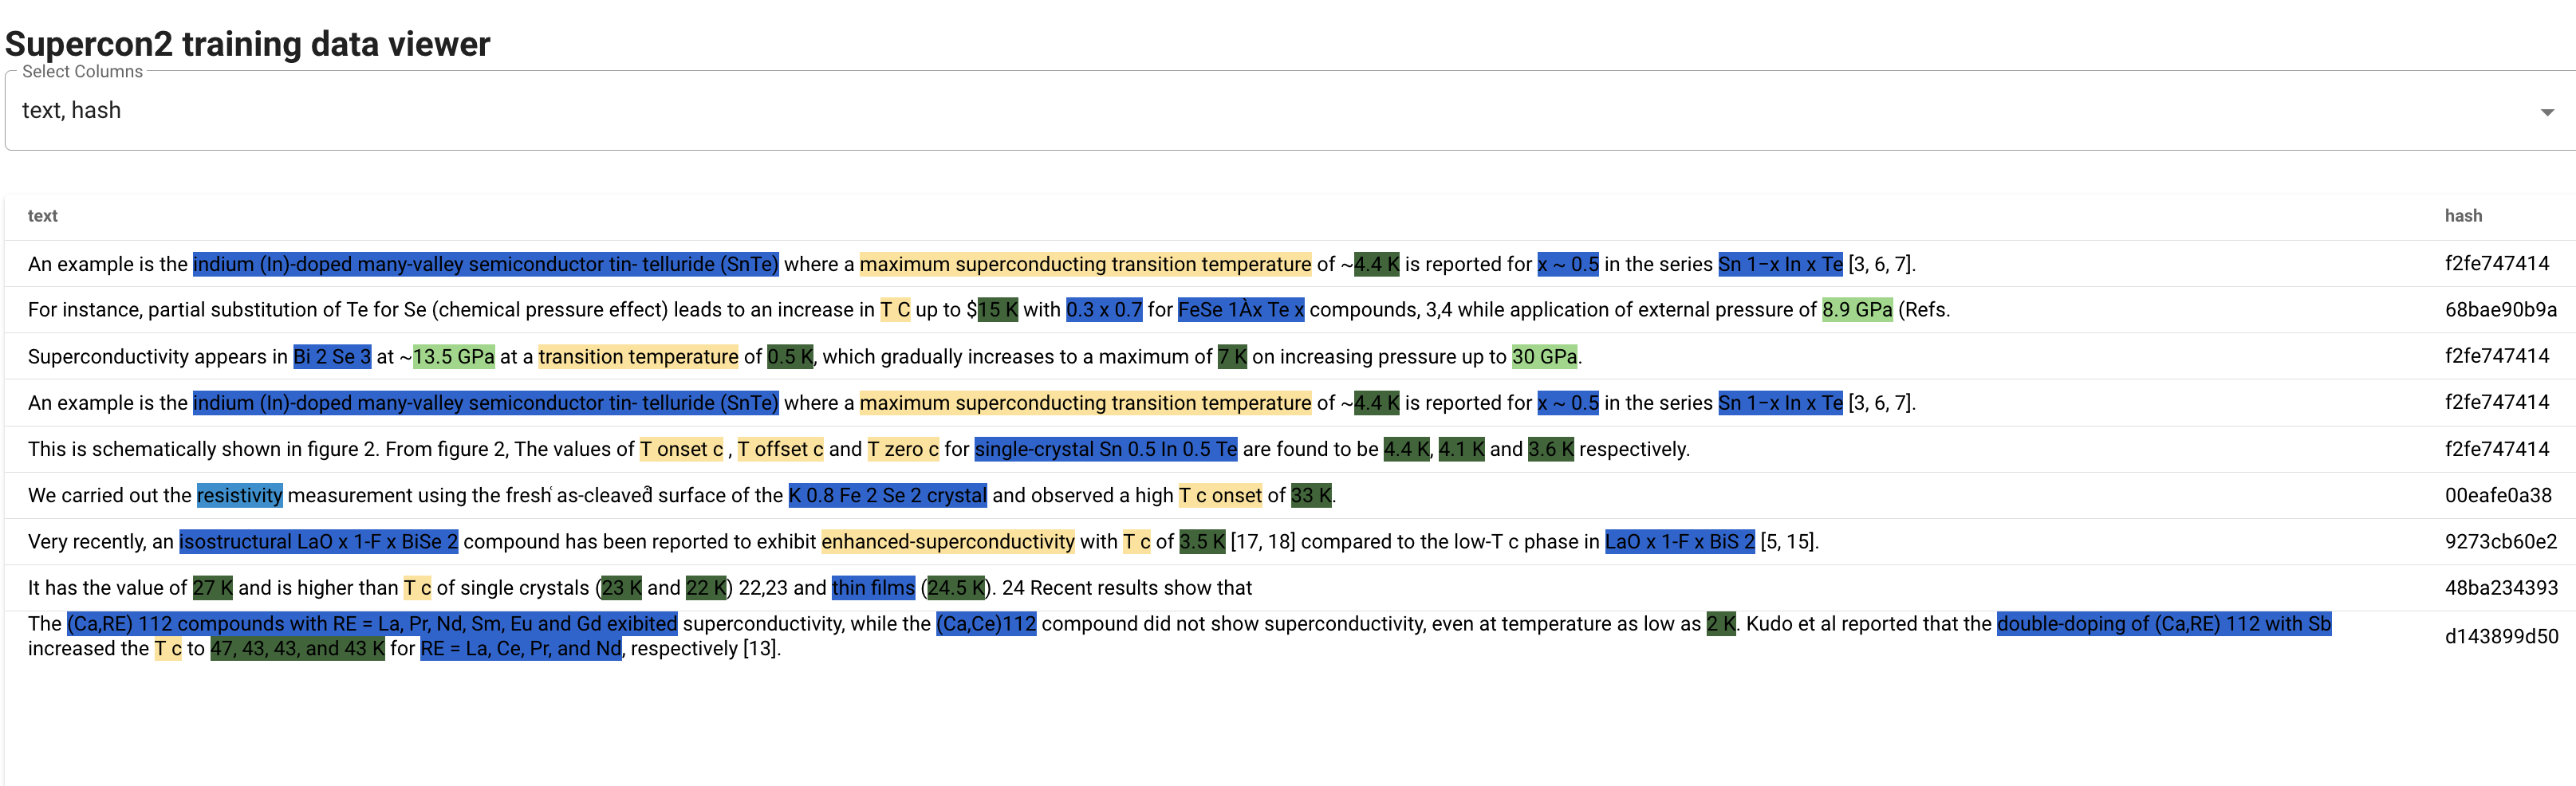 Supercon2 training data viewer
Select Columns
text, hash
text hash
An example is the indium (In)-doped many-valley semiconductor tin- telluride (SnTe) where a maximum superconducting transition temperature of ~4.4 K is reported for x ~ 0.5 in the series Sn 1−x In x Te [3, 6, 7]. f2fe747414
For instance, partial substitution of Te for Se (chemical pressure effect) leads to an increase in T C up to $15 K with 0.3 x 0.7 for FeSe 1Àx Te x compounds, 3,4 while application of external pressure of 8.9 GPa (Refs. 68bae90b9a
Superconductivity appears in Bi 2 Se 3 at ~13.5 GPa at a transition temperature of 0.5 K, which gradually increases to a maximum of 7 K on increasing pressure up to 30 GPa. f2fe747414
An example is the indium (In)-doped many-valley semiconductor tin- telluride (SnTe) where a maximum superconducting transition temperature of ~4.4 K is reported for x ~ 0.5 in the series Sn 1−x In x Te [3, 6, 7]. f2fe747414
This is schematically shown in figure 2. From figure 2, The values of T onset c , T offset c and T zero c for single-crystal Sn 0.5 In 0.5 Te are found to be 4.4 K, 4.1 K and 3.6 K respectively. f2fe747414
We carried out the resistivity measurement using the fresh as-cleaved surface of the K 0.8 Fe 2 Se 2 crystal and observed a high T c onset of 33 K. 00eafe0a38
Very recently, an isostructural LaO x 1-F x BiSe 2 compound has been reported to exhibit enhanced-superconductivity with T c of 3.5 K [17, 18] compared to the low-T c phase in LaO x 1-F x BiS 2 [5, 15]. 9273cb60e2
It has the value of 27 K and is higher than T c of single crystals (23 K and 22 K) 22,23 and thin films (24.5 K). 24 Recent results show that 48ba234393
The (Ca,RE) 112 compounds with RE = La, Pr, Nd, Sm, Eu and Gd exibited superconductivity, while the (Ca,Ce)112 compound did not show superconductivity, even at temperature as low as 2 K. Kudo et al reported that the double-doping of (Ca,RE) 112 with Sb
increased the T c to 47, 43, 43, and 43 K for RE = La, Ce, Pr, and Nd, respectively [13]. d143899d50